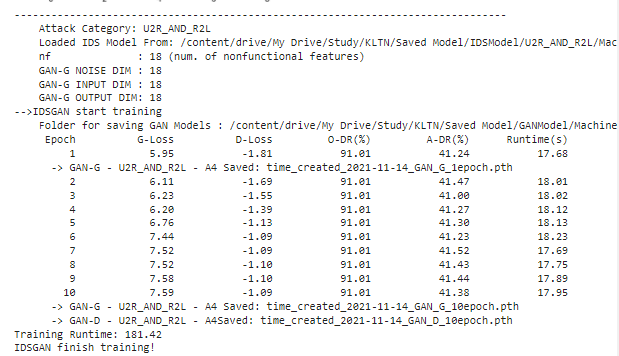 --------------------------------------------------------------------------------
Attack Category: U2R_AND_R2L
Loaded IDS Model From: /content/drive/My Drive/Study/KLTN/Saved Model/IDSModel/U2R_AND_R2L/Mac
nf : 18 (num. of nonfunctional features)
GAN-G NOISE DIM : 18
GAN-G INPUT DIM : 18
GAN-G OUTPUT DIM: 18
-->IDSGAN start training
Folder for saving GAN Models : /content/drive/My Drive/Study/KLTN/Saved Model/GANModel/Machine
Epoch G-Loss D-Loss O-DR(%) A-DR(%) Runtime(s)
1 5.95 -1.81 91.01 41.24 17.68
-> GAN-G - U2R_AND_R2L - A4 Saved: time_created_2021-11-14_GAN_G_1epoch.pth
2 6.11 -1.69 91.01 41.47 18.01
3 6.23 -1.55 91.01 41.00 18.02
4 6.20 -1.39 91.01 41.27 18.12
5 6.76 -1.13 91.01 41.30 18.13
6 7.44 -1.09 91.01 41.23 18.23
7 7.52 -1.09 91.01 41.52 17.69
8 7.52 -1.10 91.01 41.43 17.75
9 7.58 -1.10 91.01 41.44 17.89
10 7.59 -1.09 91.01 41.38 17.95
-> GAN-G - U2R_AND_R2L - A4 Saved: time_created_2021-11-14_GAN_G_10epoch.pth
-> GAN-D - U2R_AND_R2L - A4Saved: time_created_2021-11-14_GAN_D_10epoch.pth
Training Runtime: 181.42
IDSGAN finish training!